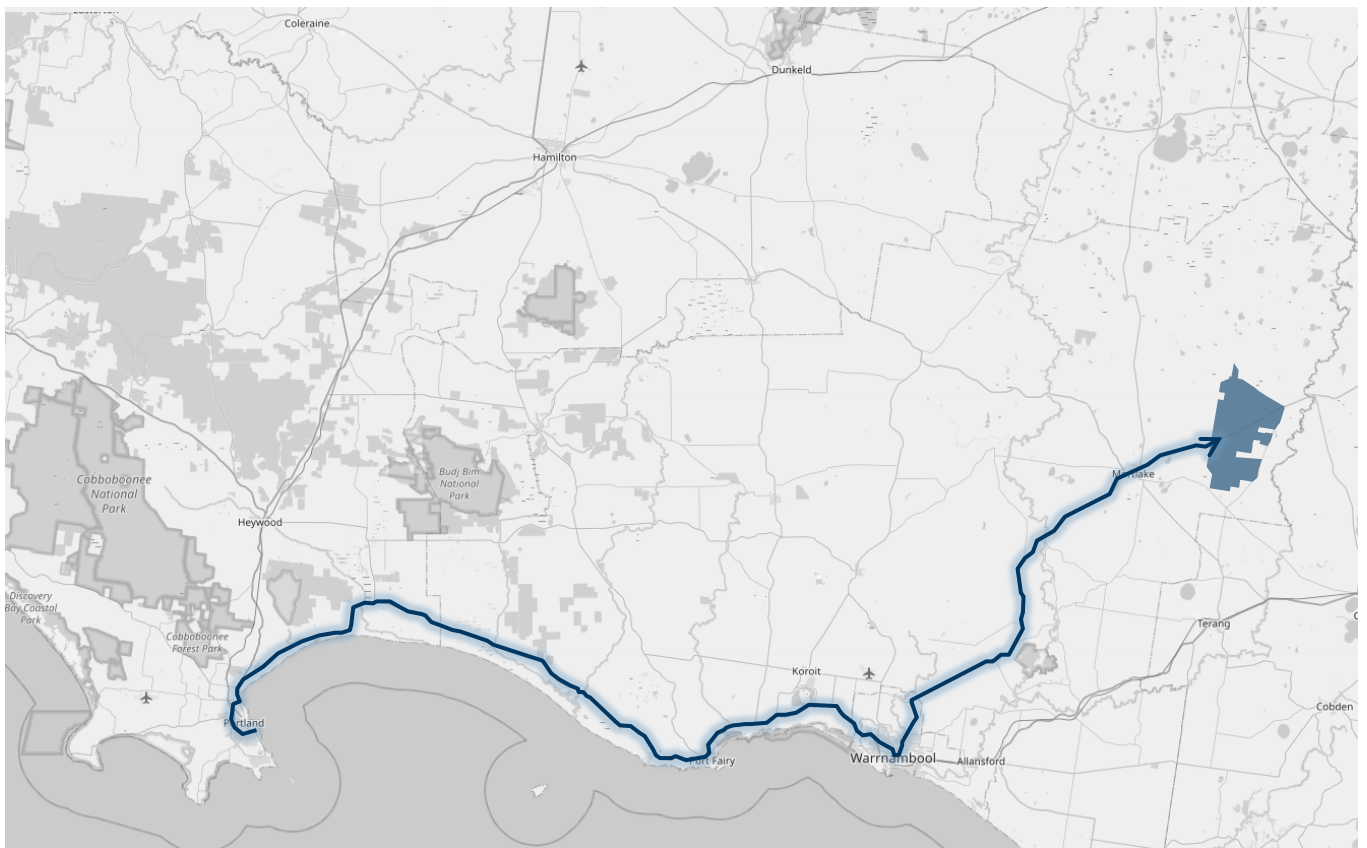 Coleraine
Dunkeld
Hamilton
Budj Bim
National
Park
Cobboboonee
National
Park
Mortlake
Heywood
Discovery
Bay Coastal
Park
Cobboboonee
Forest Park
Terang
Koroit
Portland
Cobden
Port Fairy
Warrnambool
Allansford